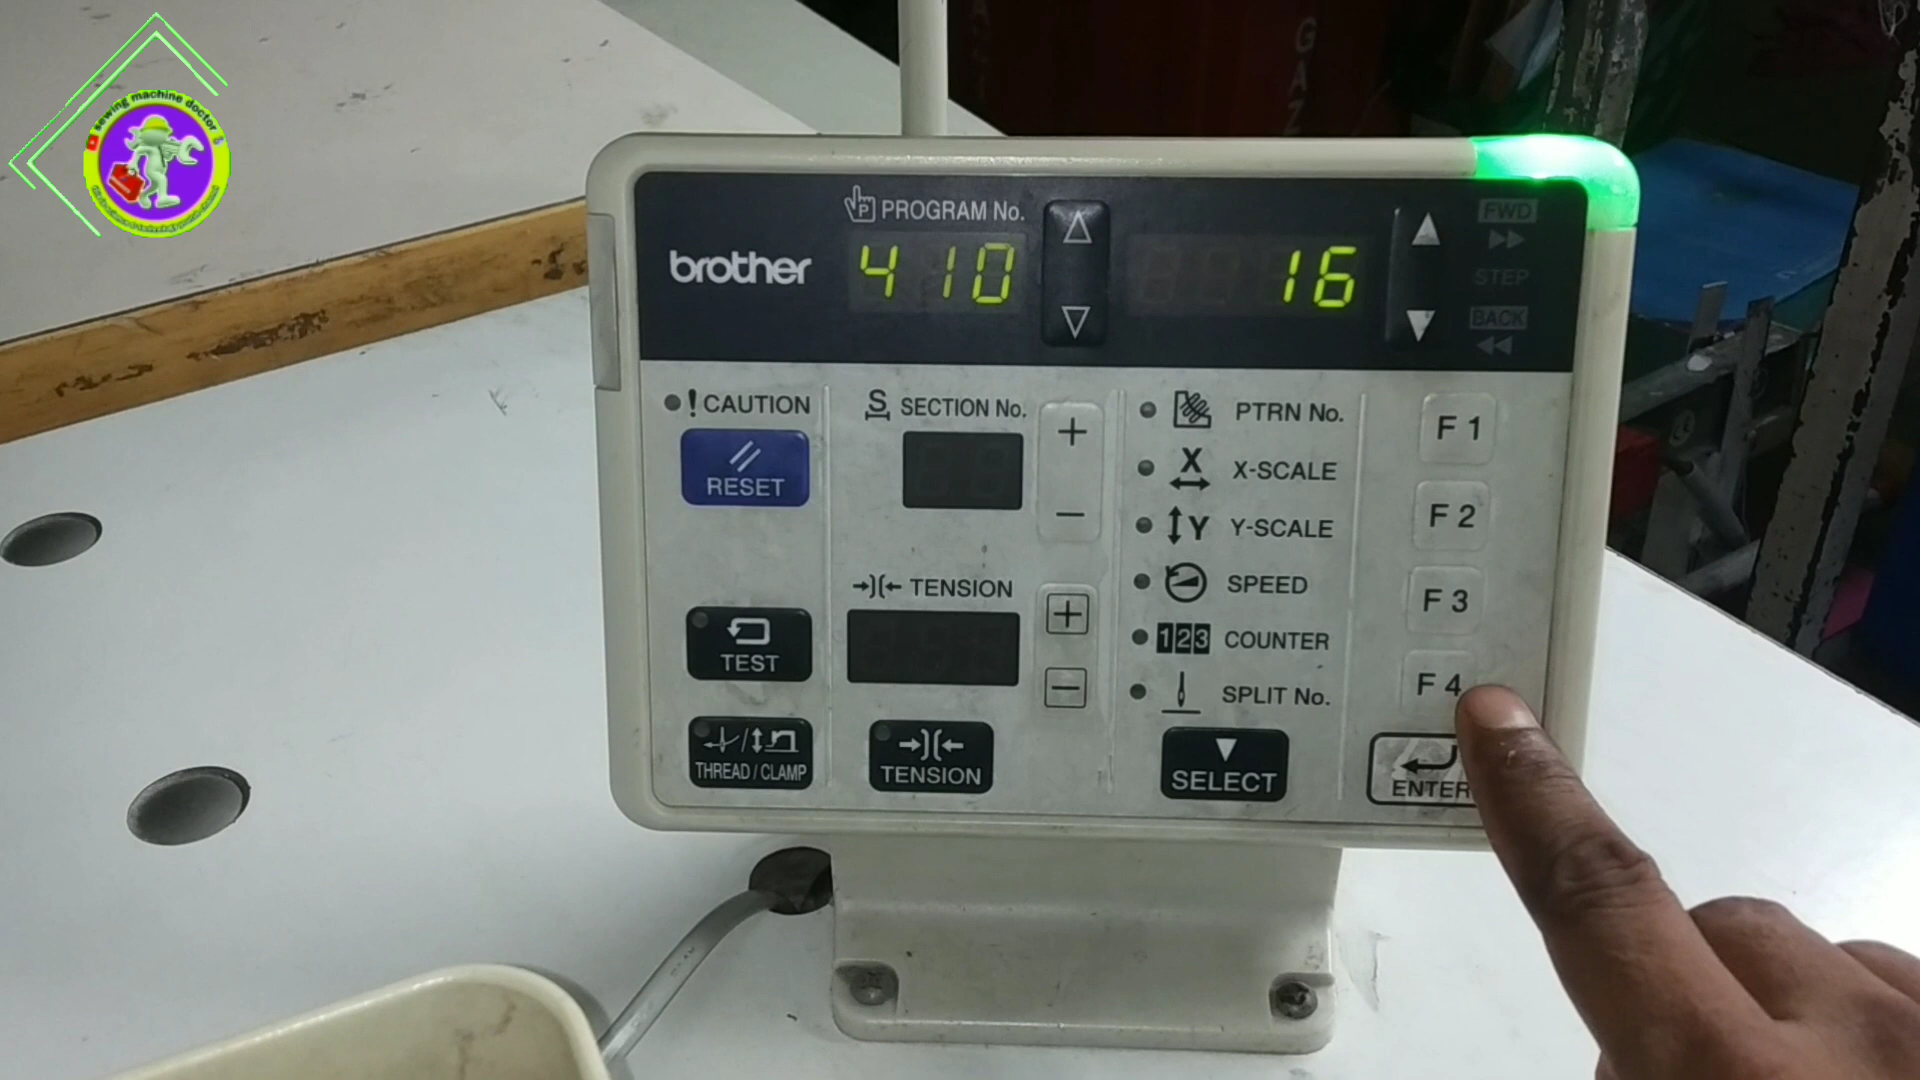 sewing machine doctor
GAZ
PROGRAM No.
P
brother
410
16
FWD
STEP
BACK
! CAUTION
RESET
S SECTION No.
+
-
PTRN No.
X X-SCALE
Y Y-SCALE
SPEED
123 COUNTER
SPLIT No.
F 1
F 2
F 3
F 4
TENSION
+
-
TEST
THREAD / CLAMP
TENSION
SELECT
ENTER